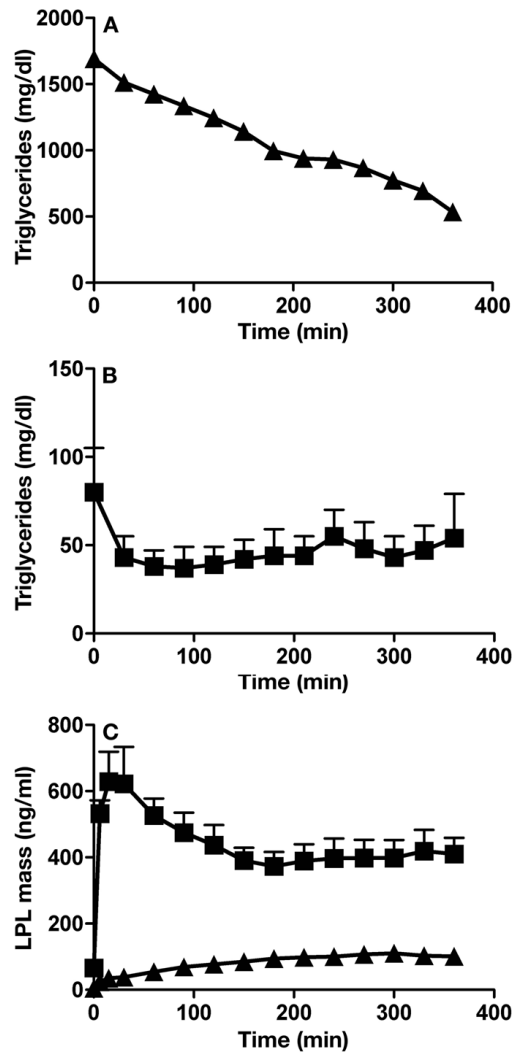 A
Triglycerides (mg/dl)
2000
1500
1000
500
0
0 100 200 300 400
Time (min)
B
Triglycerides (mg/dl)
150
100
50
0
0 100 200 300 400
Time (min)
C
LPL mass (ng/ml)
800
600
400
200
0
0 100 200 300 400
Time (min)